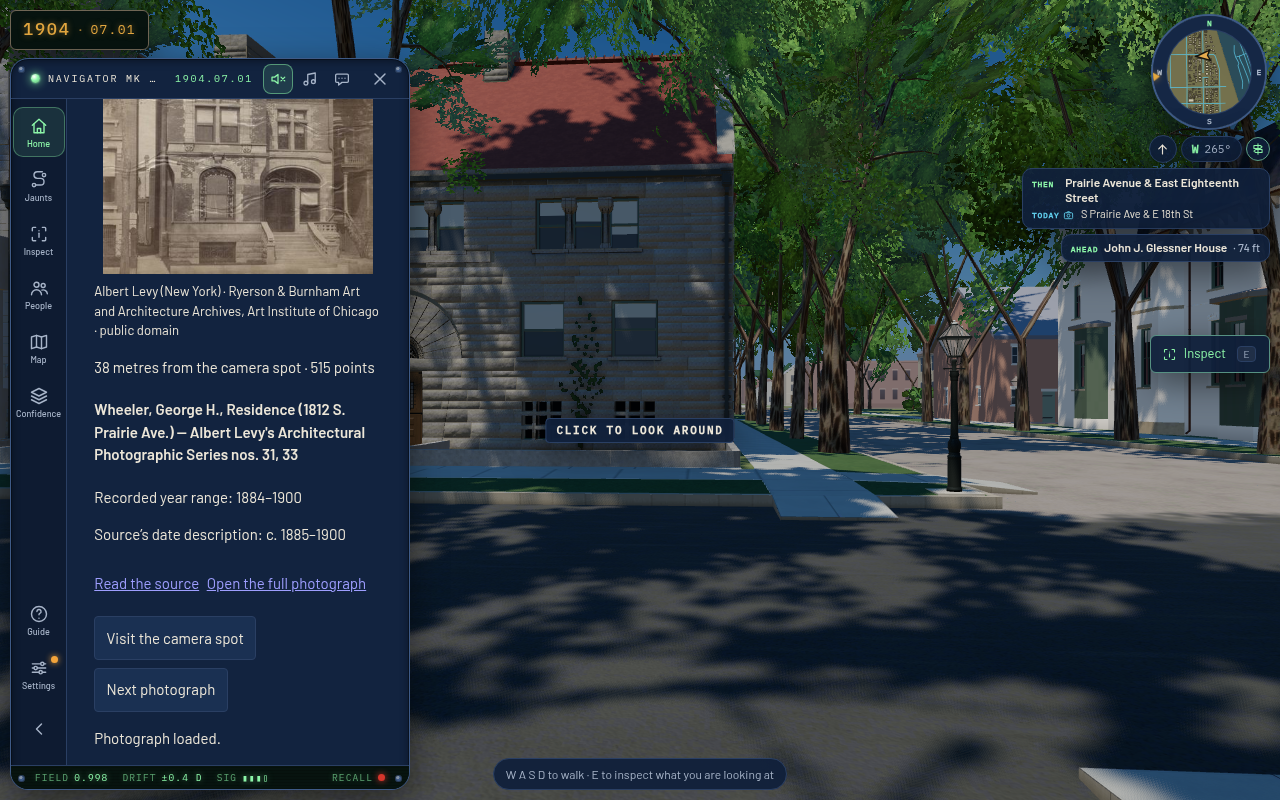 1904 · 07.01
NAVIGATOR MK …
1904.07.01
Home
Jaunts
Inspect
People
Map
Confidence
Guide
Settings
Albert Levy (New York) · Ryerson & Burnham Art
and Architecture Archives, Art Institute of Chicago
· public domain
38 metres from the camera spot · 515 points
Wheeler, George H., Residence (1812 S.
Prairie Ave.) — Albert Levy's Architectural
Photographic Series nos. 31, 33
Recorded year range: 1884–1900
Source's date description: c. 1885–1900
Read the source Open the full photograph
Visit the camera spot
Next photograph
Photograph loaded.
FIELD 0.998 DRIFT ±0.4 D SIG RECALL
CLICK TO LOOK AROUND
W A S D to walk · E to inspect what you are looking at
N
W E
S
W 265°
THEN Prairie Avenue & East Eighteenth
Street
TODAY S Prairie Ave & E 18th St
AHEAD John J. Glessner House · 74 ft
Inspect E